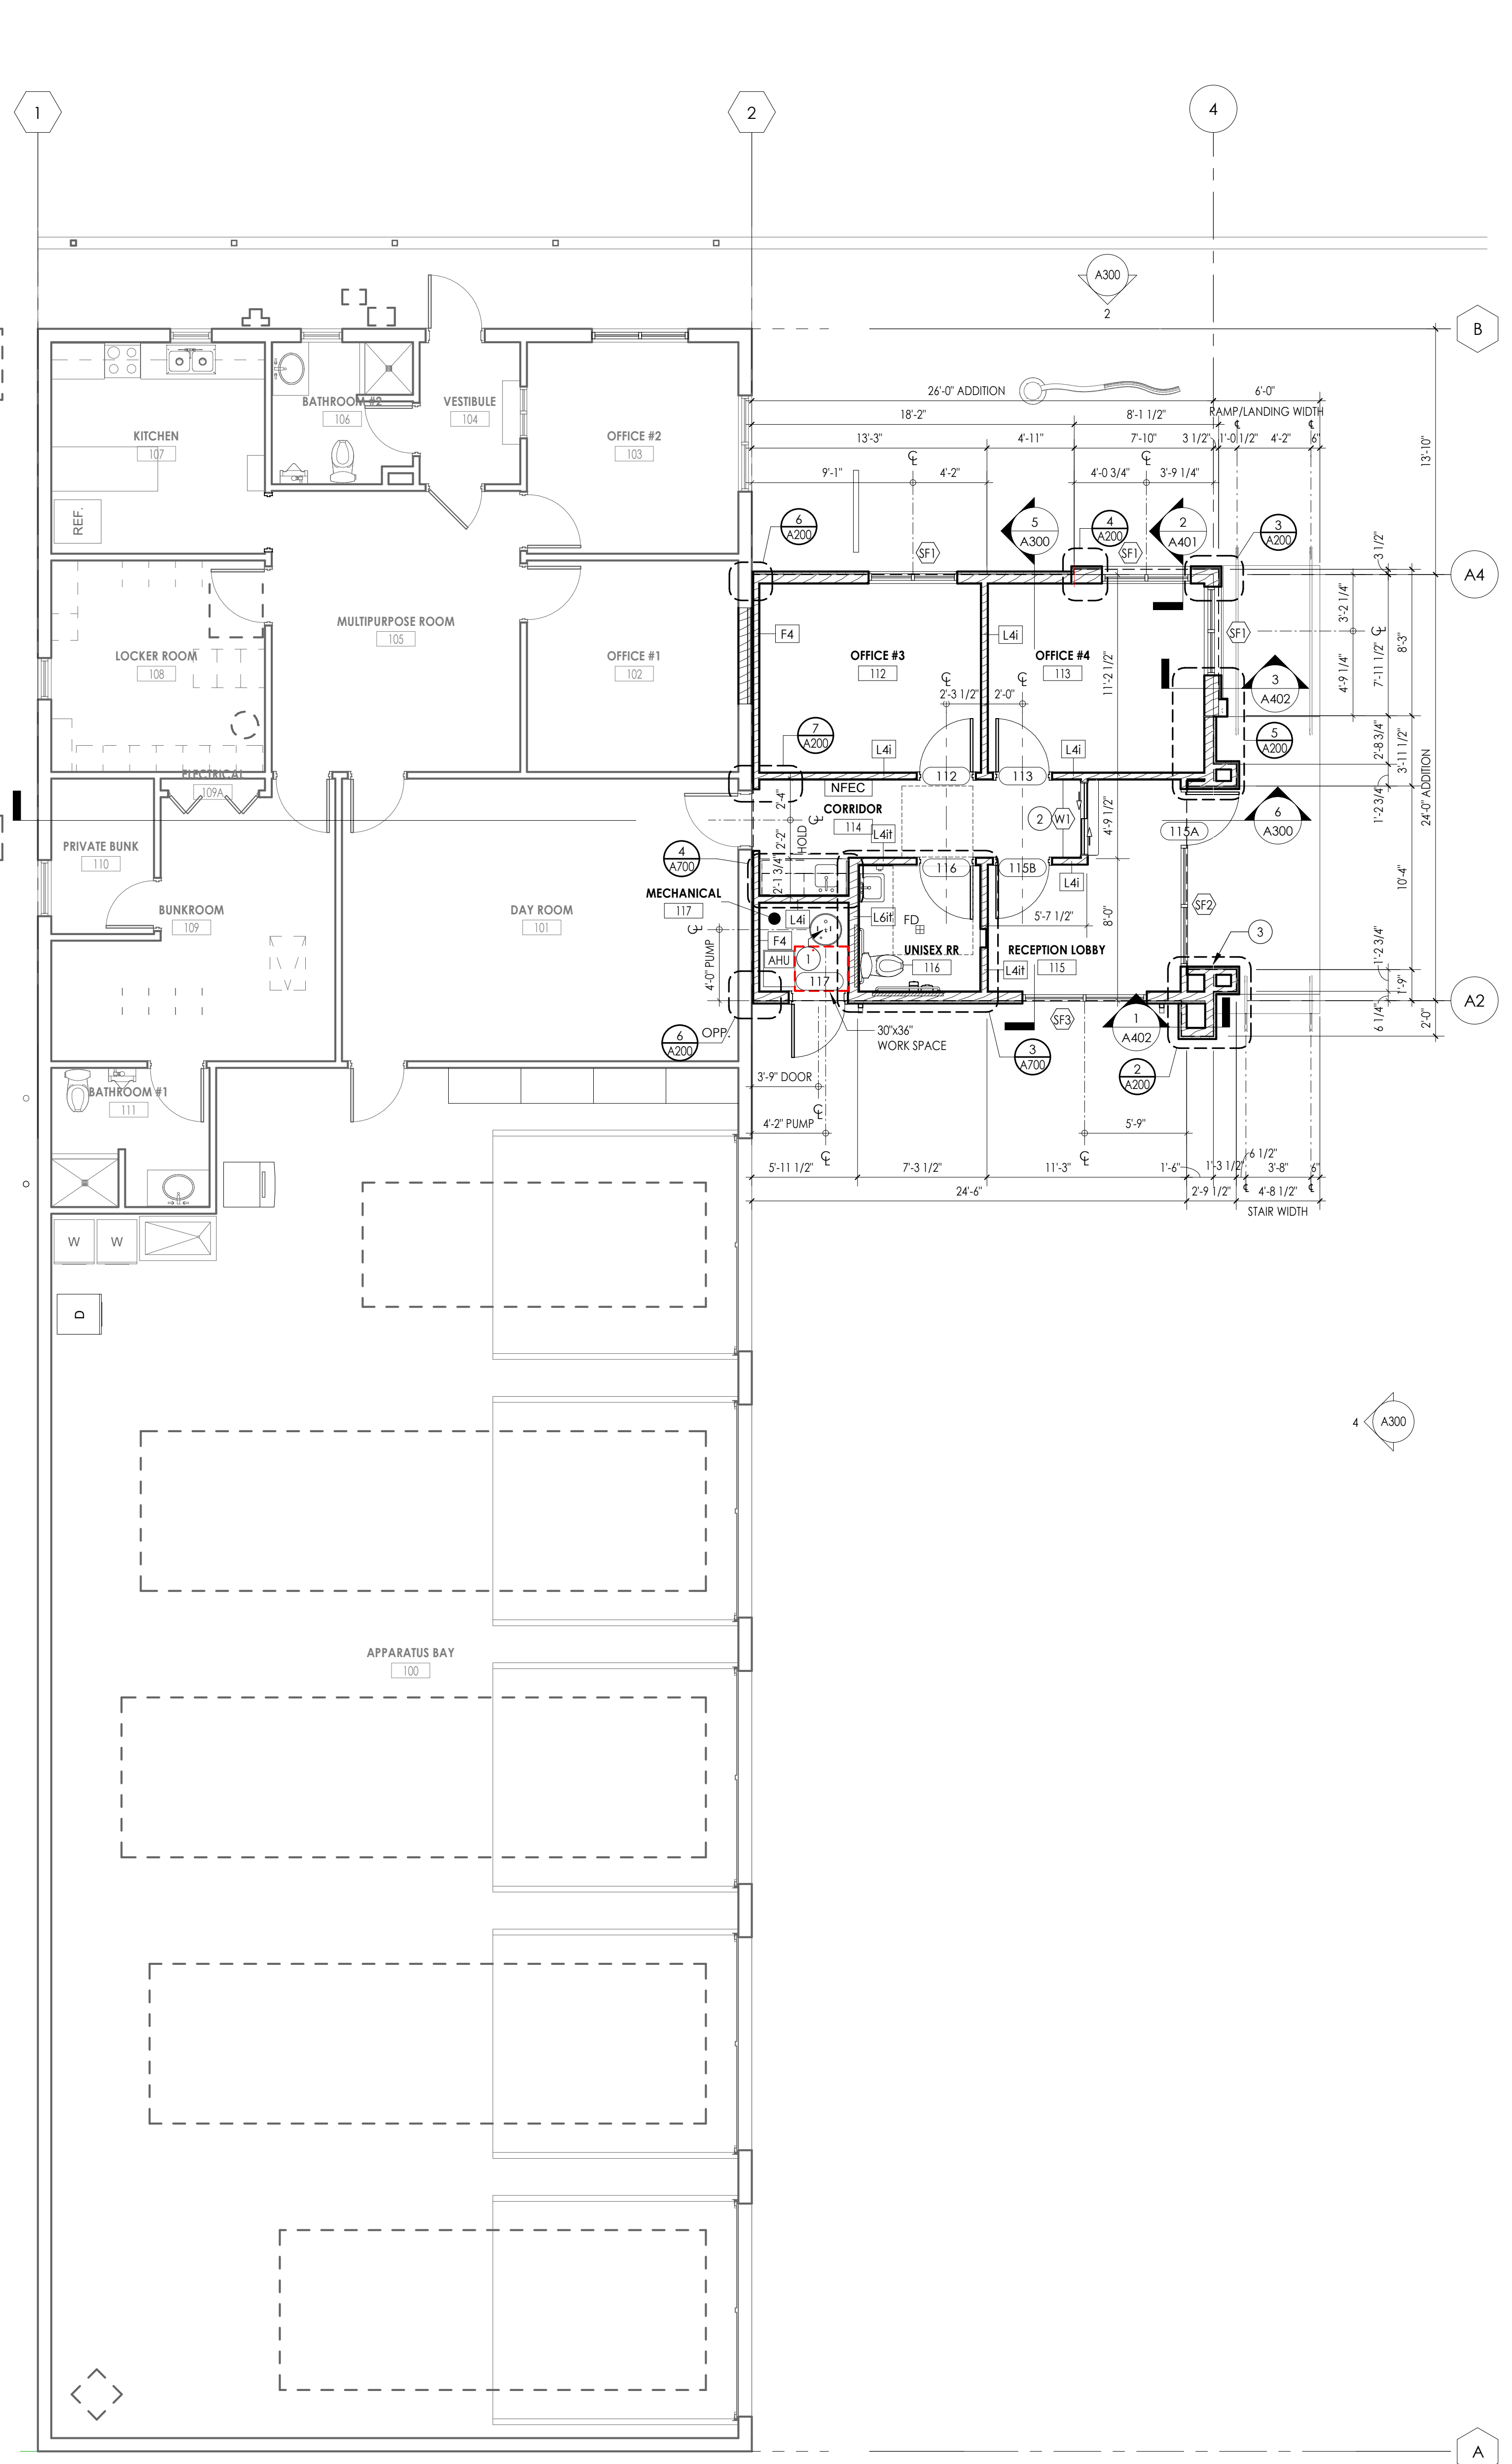 1
2
4
A300
2
B
26'-0" ADDITION
6'-0"
18'-2"
8'-1 1/2"
RAMP/LANDING WIDTH
13'-3"
4'-11"
7'-10"
3 1/2"
1'-0 1/2"
4'-2"
6"
9'-1"
4'-2"
4'-0 3/4"
3'-9 1/4"
13'-10"
KITCHEN
107
BATHROOM #2
106
VESTIBULE
104
OFFICE #2
103
REF.
6
A200
SF1
5
A300
4
A200
SF1
2
A401
3
A200
3 1/2"
A4
MULTIPURPOSE ROOM
105
LOCKER ROOM
108
OFFICE #1
102
F4
L4i
OFFICE #3
112
OFFICE #4
113
11'-2 1/2"
SF1
3'-2 1/4"
4'-9 1/4"
7'-11 1/2"
8'-3"
2'-3 1/2"
2'-0"
3
A402
7
A200
5
A200
2'-8 3/4"
3'-11 1/2"
24'-0" ADDITION
L4i
L4i
112
113
ELECTRICAL
109A
NFEC
CORRIDOR
114
L4it
2'-4"
2'-2"
HOLD
2'-1 3/4"
2
W1
4'-9 1/2"
115A
6
A300
1'-2 3/4"
PRIVATE BUNK
110
4
A700
116
115B
L4i
MECHANICAL
117
BUNKROOM
109
DAY ROOM
101
L4i
L6it
FD
F4
AHU
1
117
UNISEX RR
116
5'-7 1/2"
8'-0"
RECEPTION LOBBY
115
L4it
SF2
3
10'-4"
4'-0" PUMP
1'-2 3/4"
1'-9"
6 1/4"
2'-0"
A2
6
A200
OPP.
30"x36"
WORK SPACE
3
A700
SF3
1
A402
2
A200
BATHROOM #1
111
3'-9" DOOR
4'-2" PUMP
5'-9"
5'-11 1/2"
7'-3 1/2"
11'-3"
1'-6"
1'-3 1/2"
6 1/2"
3'-8"
6"
24'-6"
2'-9 1/2"
4'-8 1/2"
STAIR WIDTH
W
W
D
4
A300
APPARATUS BAY
100
A